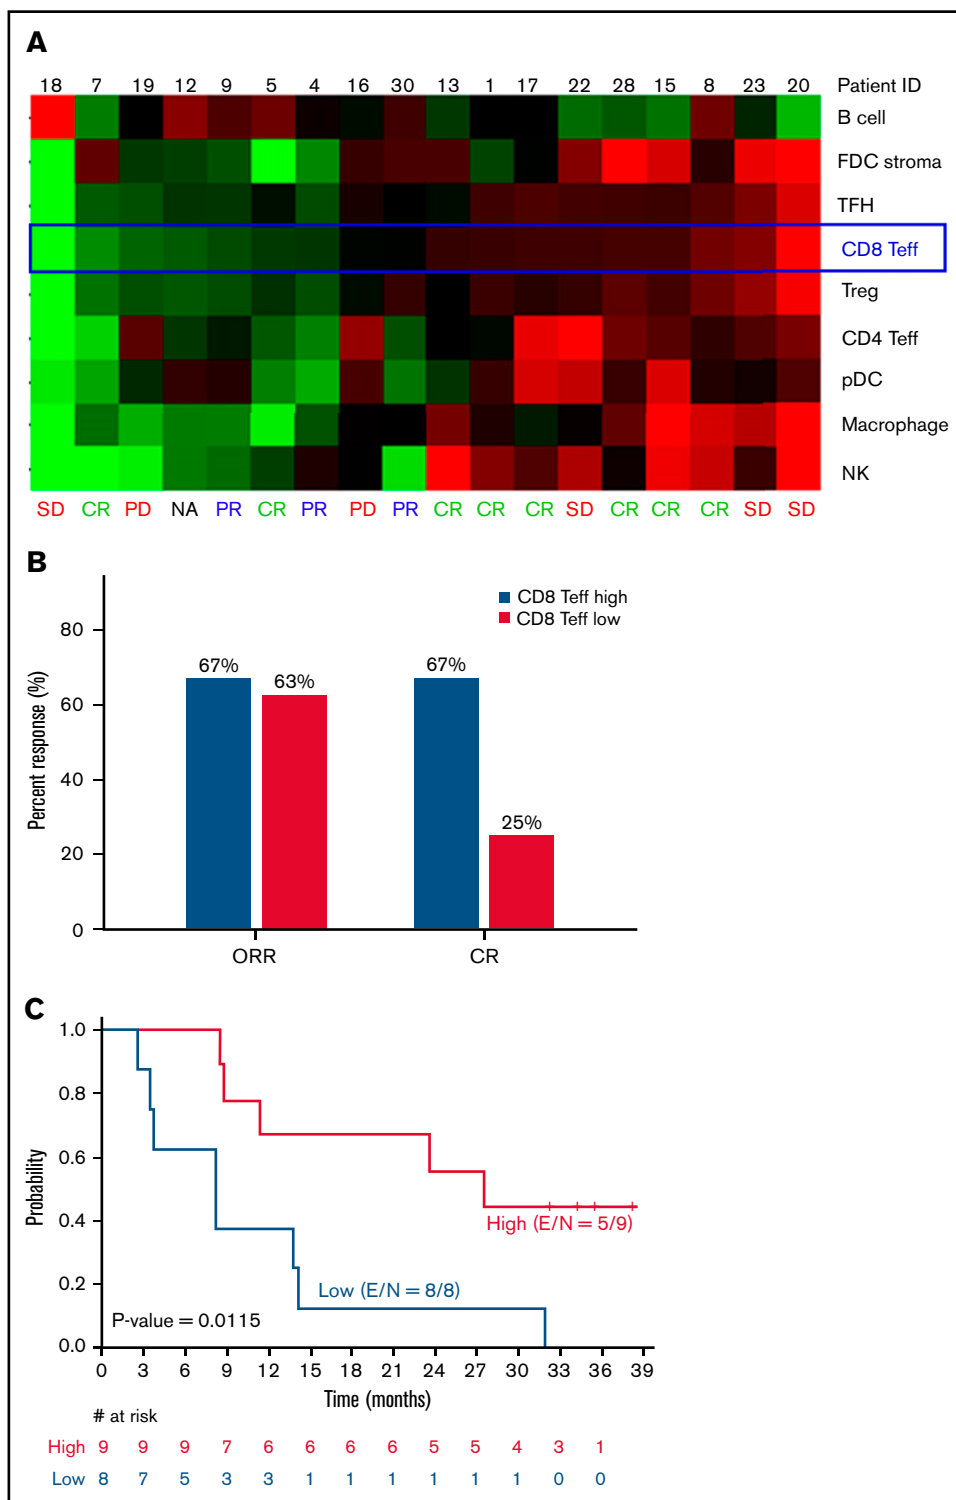 A
18 7 19 12 9 5 4 16 30 13 1 17 22 28 15 8 23 20 Patient ID
B cell
FDC stroma
TFH
CD8 Teff
Treg
CD4 Teff
pDC
Macrophage
NK
SD CR PD NA PR CR PR PD PR CR CR CR SD CR CR CR SD SD
B
CD8 Teff high
CD8 Teff low
Percent response (%)
80
60
40
20
0
67%
63%
67%
25%
ORR CR
C
Probability
1.0
0.8
0.6
0.4
0.2
0.0
High (E/N = 5/9)
Low (E/N = 8/8)
P-value = 0.0115
0 3 6 9 12 15 18 21 24 27 30 33 36 39
Time (months)
# at risk
High 9 9 9 7 6 6 6 6 5 5 4 3 1
Low 8 7 5 3 3 1 1 1 1 1 1 0 0